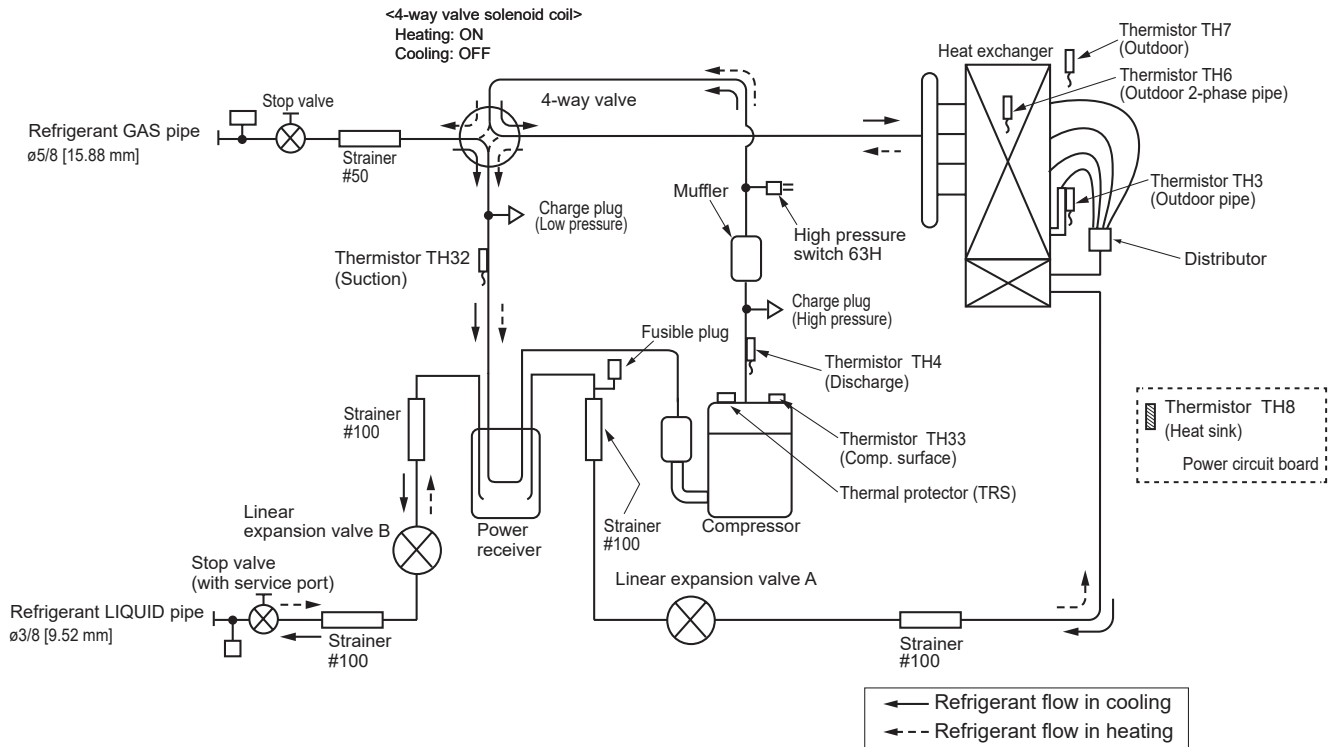 <4-way valve solenoid coil>
Heating: ON
Cooling: OFF
Stop valve
Refrigerant GAS pipe
ø5/8 [15.88 mm]
Strainer
#50
4-way valve
Heat exchanger
Thermistor TH7
(Outdoor)
Thermistor TH6
(Outdoor 2-phase pipe)
Thermistor TH3
(Outdoor pipe)
Distributor
Charge plug
(Low pressure)
Muffler
High pressure
switch 63H
Thermistor TH32
(Suction)
Charge plug
(High pressure)
Fusible plug
Thermistor TH4
(Discharge)
Strainer
#100
Thermistor TH8
(Heat sink)
Power circuit board
Thermistor TH33
(Comp. surface)
Thermal protector (TRS)
Linear
expansion valve B
Power
receiver
Strainer
#100
Compressor
Stop valve
(with service port)
Linear expansion valve A
Refrigerant LIQUID pipe
ø3/8 [9.52 mm]
Strainer
#100
Strainer
#100
Refrigerant flow in cooling
Refrigerant flow in heating